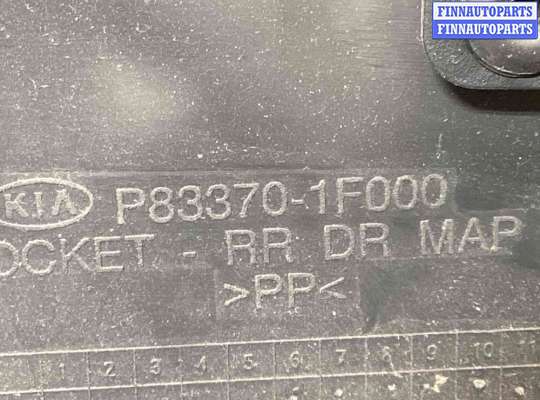 FINNAUTOPARTS
FINNAUTOPARTS
KIA P83370-1F000
OCKET - RR DR MAP
>PP<
1 2 3 4 5 6 7 8 9 10 11